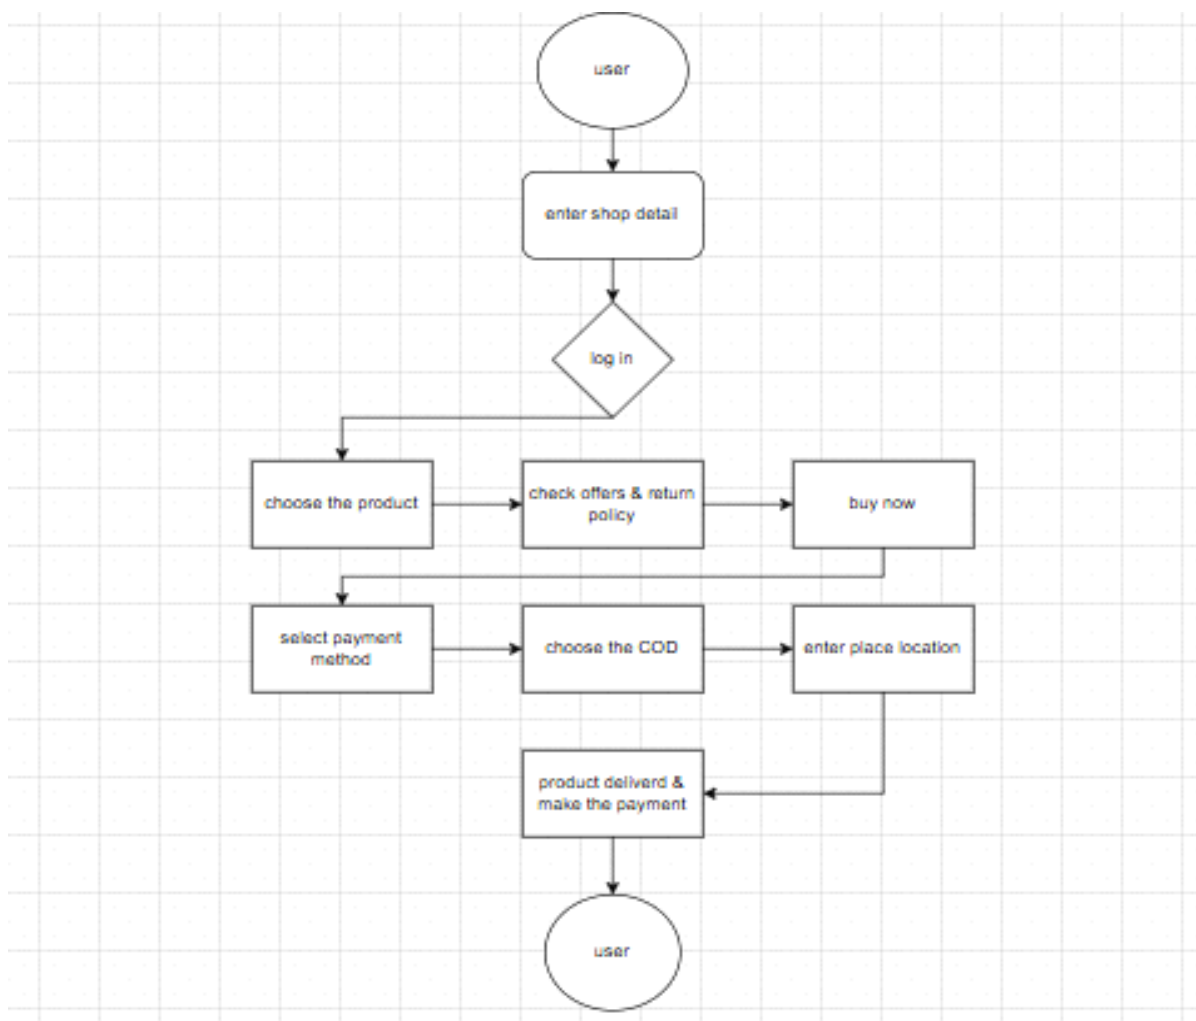 user
enter shop detail
log in
choose the product
check offers & return
policy
buy now
select payment
method
choose the COD
enter place location
product deliverd &
make the payment
user